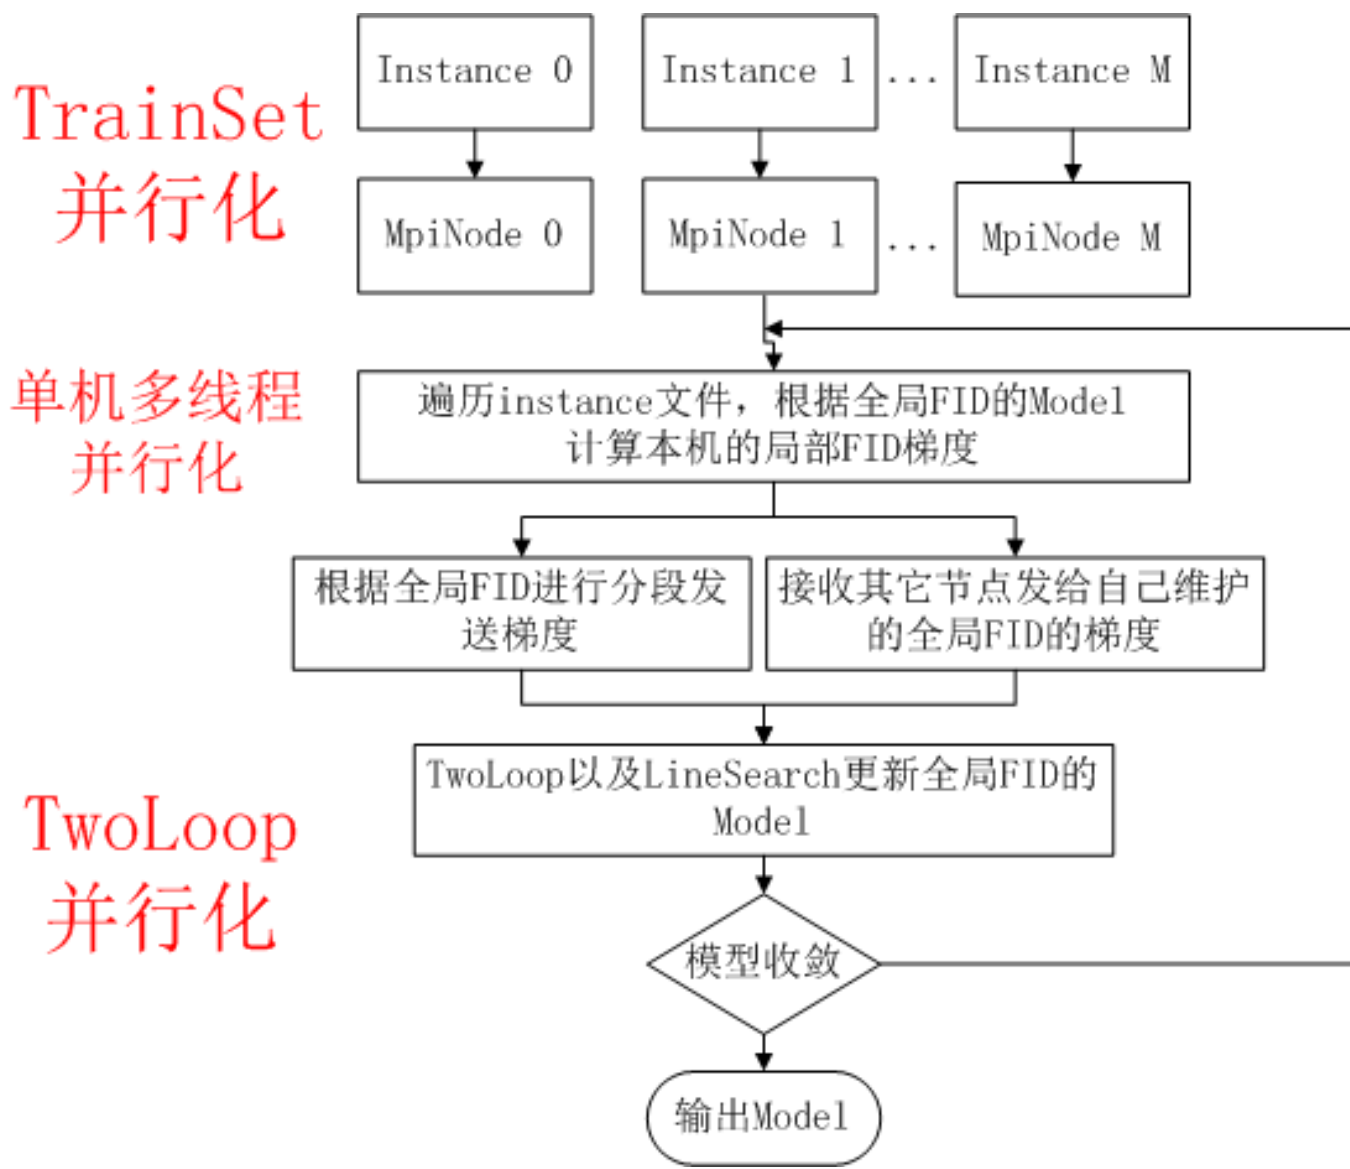 Instance 0
Instance 1
...
Instance M
TrainSet
并行化
MpiNode 0
MpiNode 1
...
MpiNode M
单机多线程
并行化
遍历instance文件，根据全局FID的Model
计算本机的局部FID梯度
根据全局FID进行分段发
送梯度
接收其它节点发给自己维护
的全局FID的梯度
TwoLoop以及LineSearch更新全局FID的
Model
TwoLoop
并行化
模型收敛
输出Model